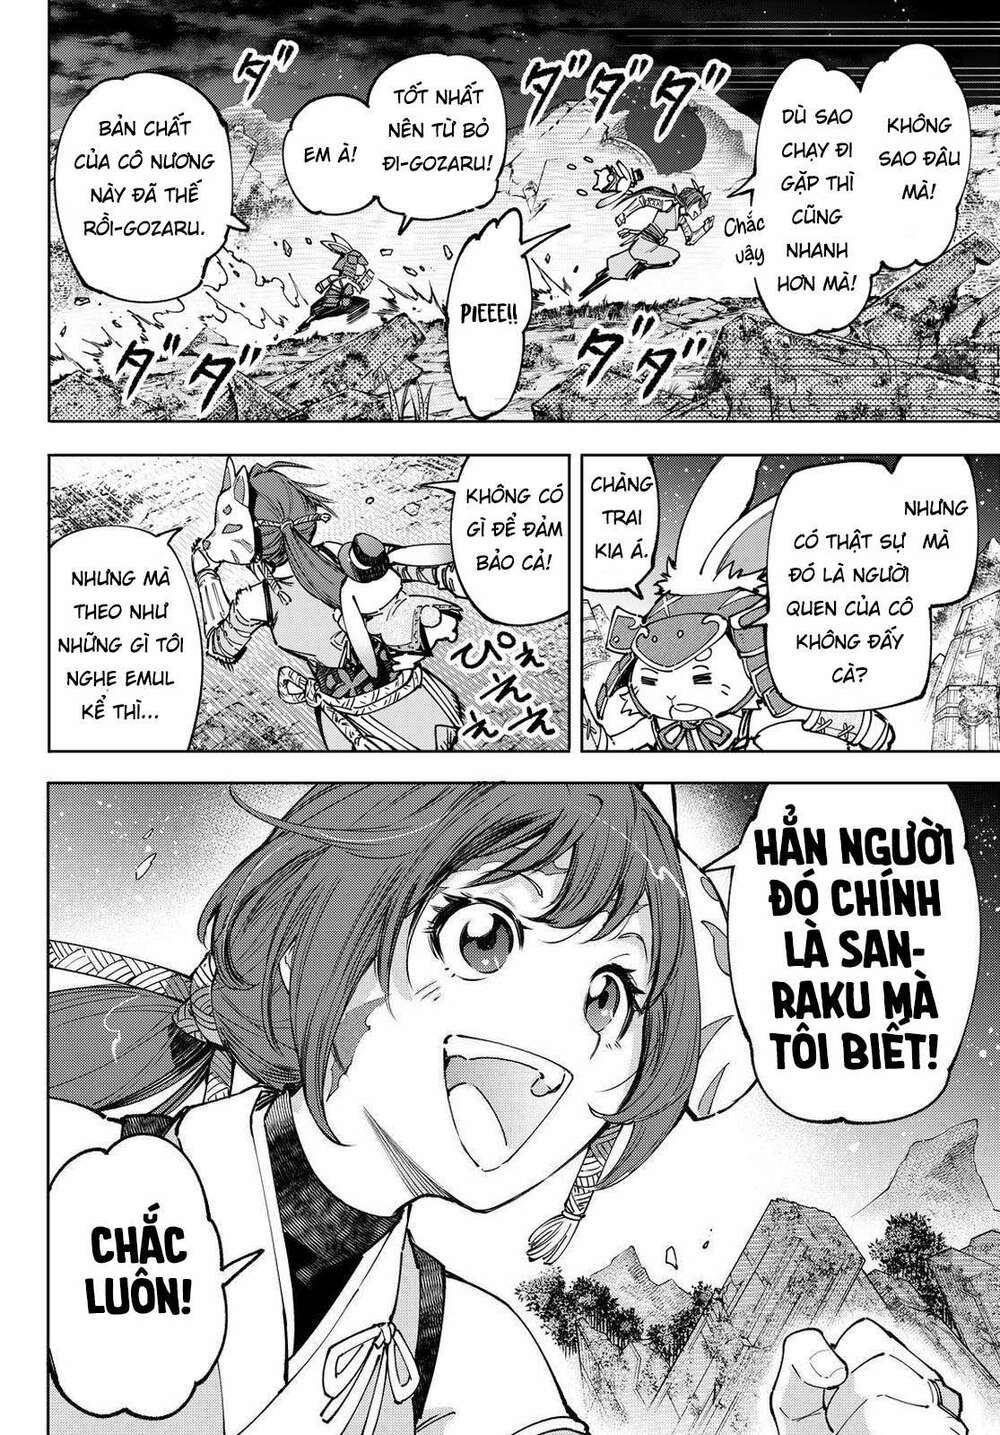 KHÔNG
SAO ĐÂU
MÀ!
DÙ SAO
CHẠY ĐI
GẶP THÌ
CŨNG
NHANH
HƠN MÀ!
Chắc
vậy
ダダダ
ダ
TỐT NHẤT
NÊN TỪ BỎ
ĐI-GOZARU!
EM À!
PIEEE!!
BẢN CHẤT
CỦA CÔ NƯƠNG
NÀY ĐÃ THẾ
RỒI-GOZARU.
ダダ
ダ
NHƯNG
MÀ
CÓ THẬT SỰ
ĐÓ LÀ NGƯỜI
QUEN CỦA CÔ
KHÔNG ĐẤY
CÀ?
CHÀNG
TRAI
KIA Á.
KHÔNG CÓ
GÌ ĐỂ ĐẢM
BẢO CẢ!
ぴぇぇぇぇ
NHƯNG MÀ
THEO NHƯ
NHỮNG GÌ TÔI
NGHE EMUL
KỂ THÌ...
HẲN NGƯỜI
ĐÓ CHÍNH
LÀ SAN-
RAKU MÀ
TÔI BIẾT!
CHẮC
LUÔN!